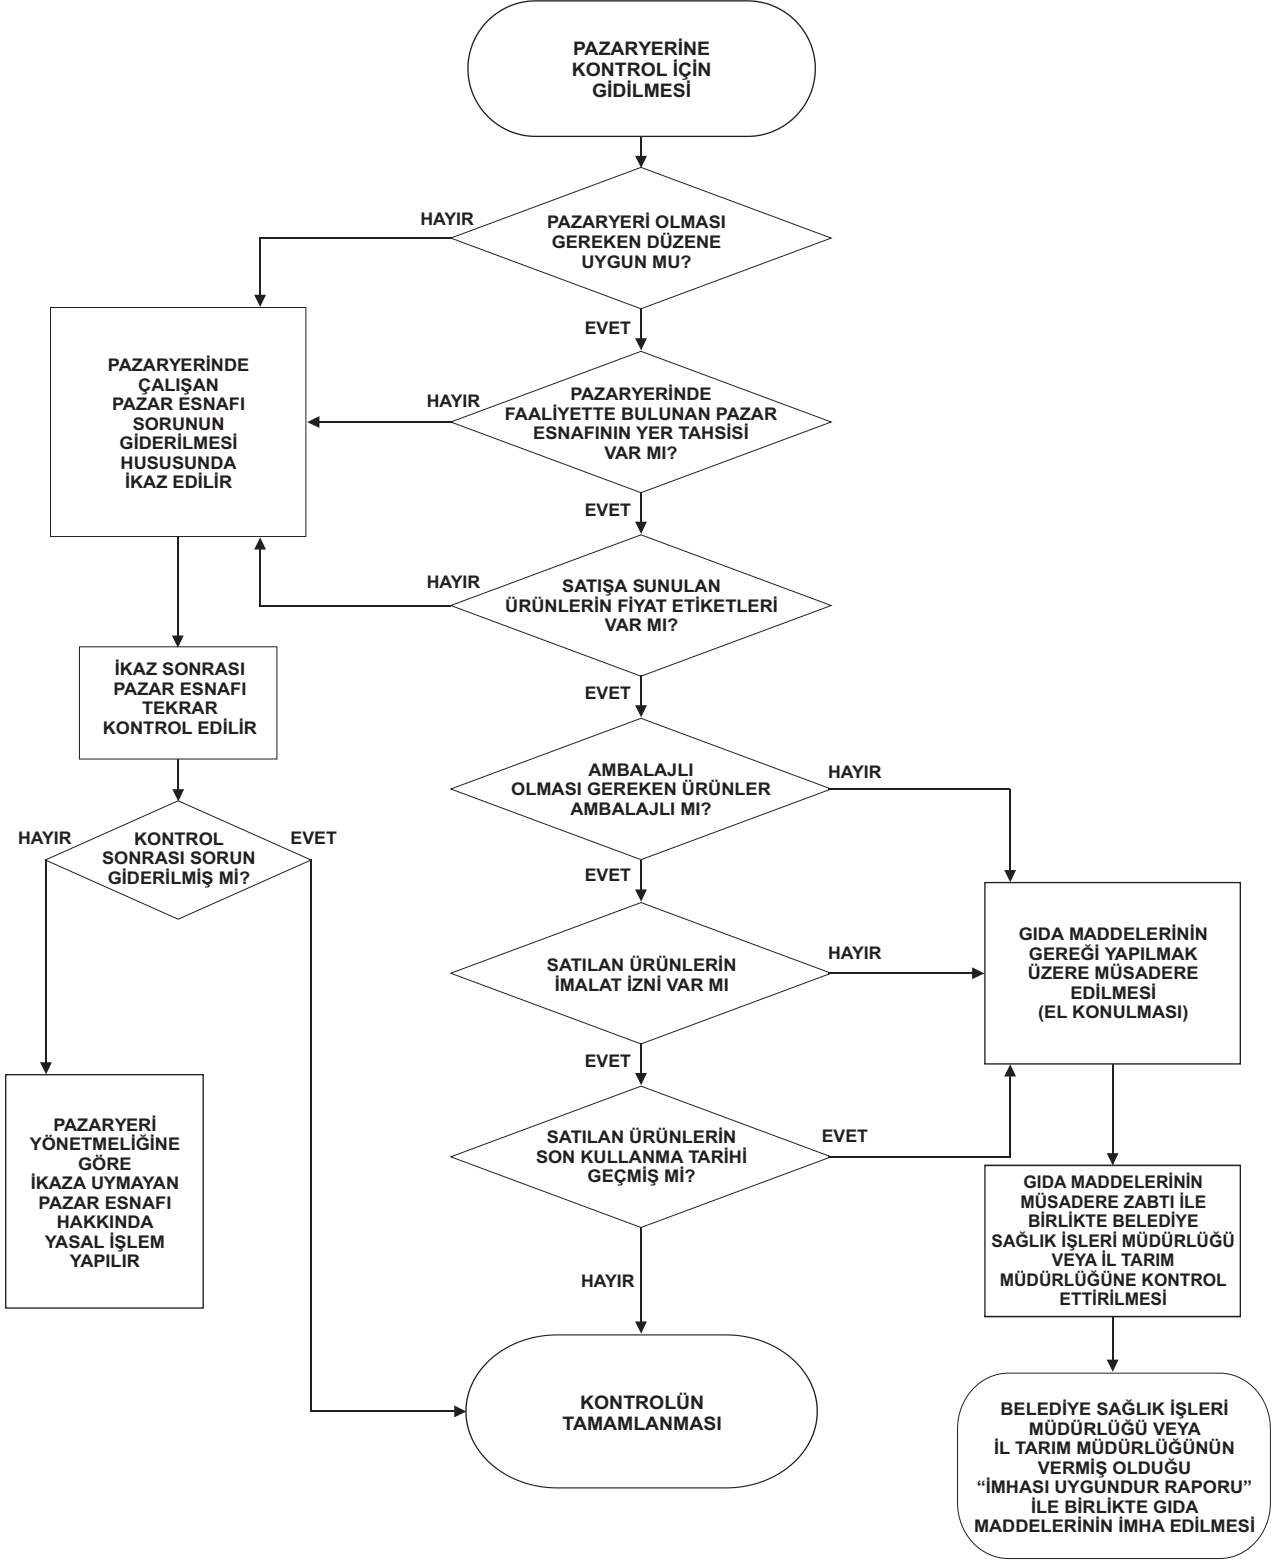 PAZARYERİNE
KONTROL İÇİN
GİDİLMESİ
HAYIR
PAZARYERİ OLMASI
GEREKEN DÜZENE
UYGUN MU?
EVET
PAZARYERİNDE
ÇALIŞAN
PAZAR ESNAFI
SORUNUN
GİDERİLMESİ
HUSUSUNDA
İKAZ EDİLİR
HAYIR
PAZARYERİNDE
FAALİYETTE BULUNAN PAZAR
ESNAFININ YER TAHSİSİ
VAR MI?
EVET
HAYIR
SATIŞA SUNULAN
ÜRÜNLERİN FİYAT ETİKETLERİ
VAR MI?
EVET
İKAZ SONRASI
PAZAR ESNAFI
TEKRAR
KONTROL EDİLİR
AMBALAJLI
OLMASI GEREKEN ÜRÜNLER
AMBALAJLI MI?
HAYIR
EVET
HAYIR
KONTROL
SONRASI SORUN
GİDERİLMİŞ Mİ?
EVET
SATILAN ÜRÜNLERİN
İMALAT İZNİ VAR MI
HAYIR
EVET
GIDA MADDELERİNİN
GEREĞİ YAPILMAK
ÜZERE MÜSADERE
EDİLMESİ
(EL KONULMASI)
PAZARYERİ
YÖNETMELİĞİNE
GÖRE
İKAZA UYMAYAN
PAZAR ESNAFI
HAKKINDA
YASAL İŞLEM
YAPILIR
SATILAN ÜRÜNLERİN
SON KULLANMA TARİHİ
GEÇMİŞ Mİ?
EVET
HAYIR
GIDA MADDELERİNİN
MÜSADERE ZABTI İLE
BİRLİKTE BELEDİYE
SAĞLIK İŞLERİ MÜDÜRLÜĞÜ
VEYA İL TARIM
MÜDÜRLÜĞÜNE KONTROL
ETTİRİLMESİ
KONTROLÜN
TAMAMLANMASI
BELEDİYE SAĞLIK İŞLERİ
MÜDÜRLÜĞÜ VEYA
İL TARIM MÜDÜRLÜĞÜNÜN
VERMİŞ OLDUĞU
“İMHASI UYGUNDUR RAPORU”
İLE BİRLİKTE GIDA
MADDELERİNİN İMHA EDİLMESİ